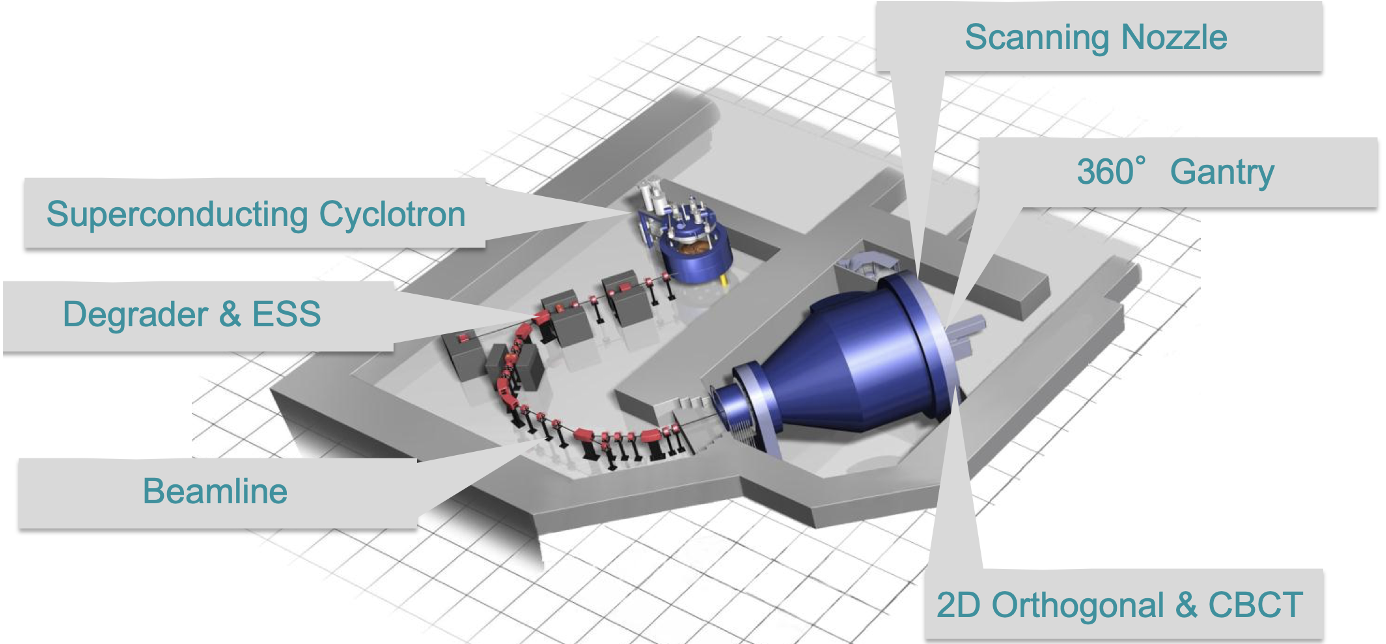 Scanning Nozzle
360° Gantry
Superconducting Cyclotron
Degrader & ESS
Beamline
2D Orthogonal & CBCT